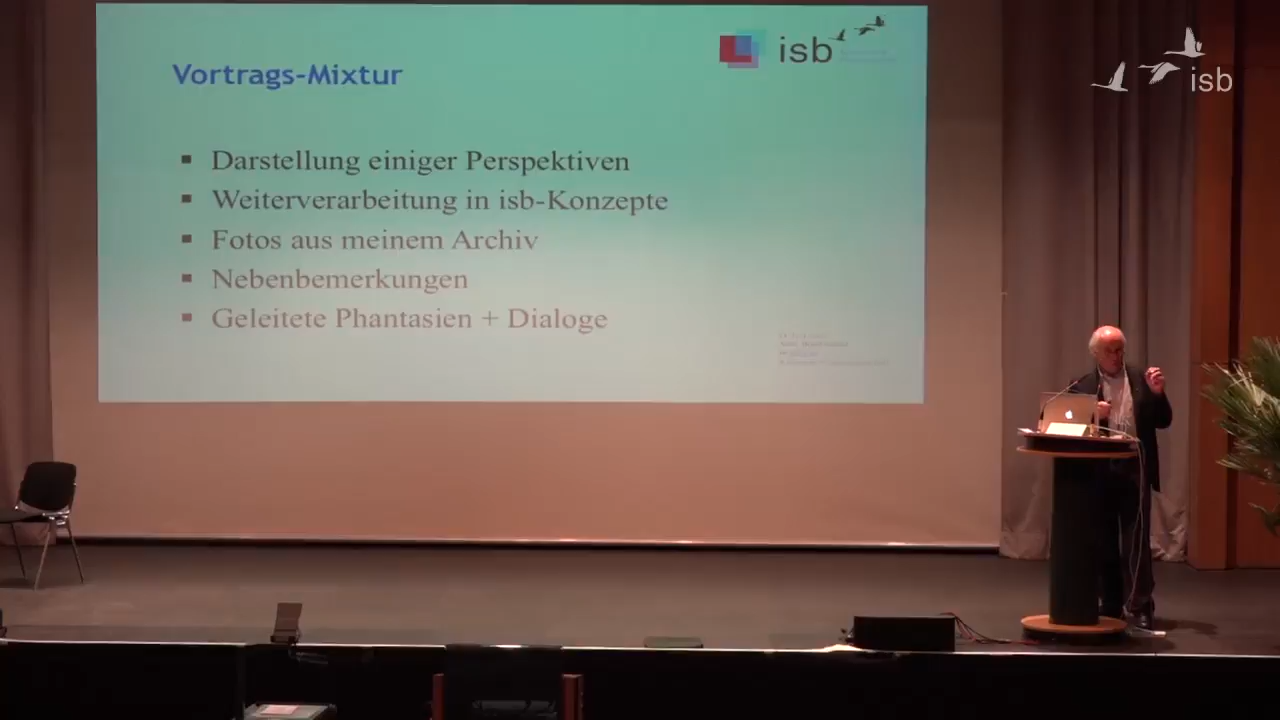 isb
Vortrags-Mixtur
isb
Darstellung einiger Perspektiven
Weiterverarbeitung in isb-Konzepte
Fotos aus meinem Archiv
Nebenbemerkungen
Geleitete Phantasien + Dialoge